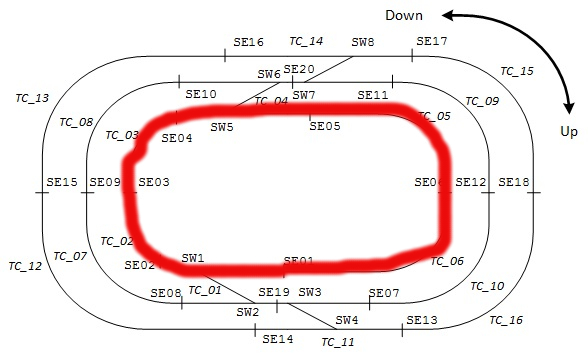 Down
SE16 TC_14 SW8 SE17
SW6 SE20
TC_15
TC_13
SE10 SW7 SE11 TC_09
TC_04
TC_08 TC_05
Up
TC_03 SE04 SW5 SE05
SE15 SE09 SE03 SE06 SE12 SE18
TC_02
TC_07 SW1 SE01 TC_06
TC_12 SE02
TC_01 TC_10
SE08 SE19 SW3 SE07
SW2 SW4 SE13 TC_16
SE14 TC_11